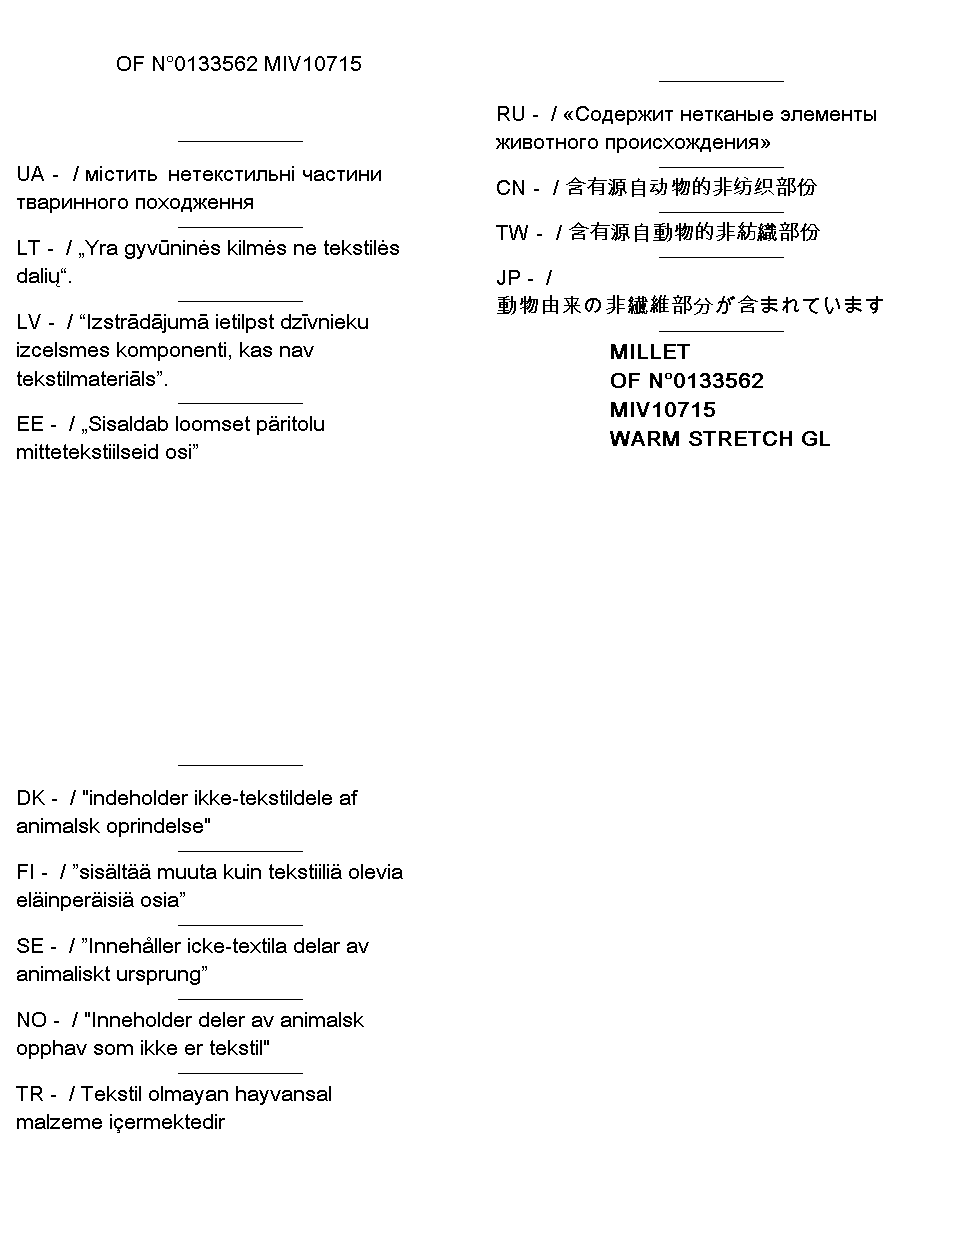 OF N°0133562 MIV10715
UA -  / містить нетекстильні частини
тваринного походження
LT -  / „Yra gyvūninės kilmės ne tekstilės
dalių“.
LV -  / “Izstrādājumā ietilpst dzīvnieku
izcelsmes komponenti, kas nav
tekstilmateriāls”.
EE -  / „Sisaldab loomset päritolu
mittetekstiilseid osi”
DK -  / "indeholder ikke-tekstildele af
animalsk oprindelse"
FI -  / ”sisältää muuta kuin tekstiiliä olevia
eläinperäisiä osia”
SE -  / ”Innehåller icke-textila delar av
animaliskt ursprung”
NO -  / "Inneholder deler av animalsk
opphav som ikke er tekstil"
TR -  / Tekstil olmayan hayvansal
malzeme içermektedir
RU -  / «Содержит нетканые элементы
животного происхождения»
CN -  / 含有源自动物的非纺织部份
TW -  / 含有源自動物的非紡織部份
JP -  /
動物由来の非繊維部分が含まれています
MILLET
OF N°0133562
MIV10715
WARM STRETCH GL